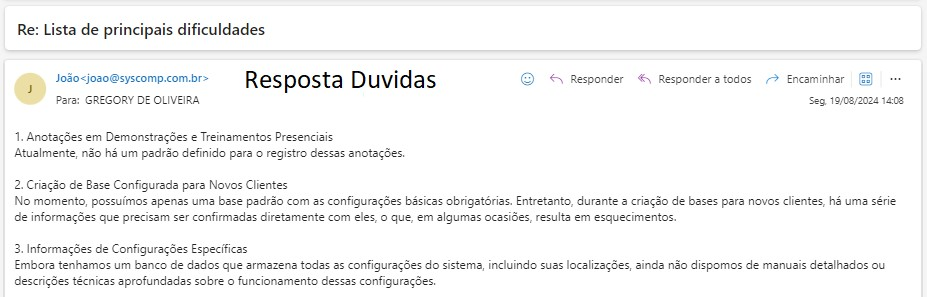 Re: Lista de principais dificuldades
J
João<joao@syscomp.com.br>
Resposta Duvidas
Responder
Responder a todos
Encaminhar
Para: GREGORY DE OLIVEIRA
Seg, 19/08/2024 14:08
1. Anotações em Demonstrações e Treinamentos Presenciais
Atualmente, não há um padrão definido para o registro dessas anotações.
2. Criação de Base Configurada para Novos Clientes
No momento, possuímos apenas uma base padrão com as configurações básicas obrigatórias. Entretanto, durante a criação de bases para novos clientes, há uma série
de informações que precisam ser confirmadas diretamente com eles, o que, em algumas ocasiões, resulta em esquecimentos.
3. Informações de Configurações Específicas
Embora tenhamos um banco de dados que armazena todas as configurações do sistema, incluindo suas localizações, ainda não dispomos de manuais detalhados ou
descrições técnicas aprofundadas sobre o funcionamento dessas configurações.